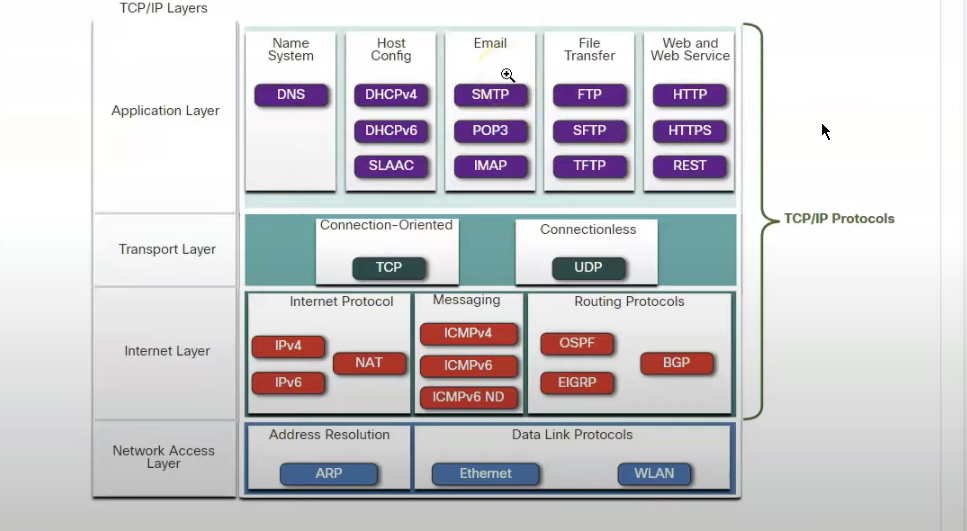 TCP/IP Layers
Application Layer
Name
System
DNS
Host
Config
DHCPv4
DHCPv6
SLAAC
Email
SMTP
POP3
IMAP
File
Transfer
FTP
SFTP
TFTP
Web and
Web Service
HTTP
HTTPS
REST
TCP/IP Protocols
Transport Layer
Connection-Oriented
TCP
Connectionless
UDP
Internet Layer
Internet Protocol
IPv4
IPv6
NAT
Messaging
ICMPv4
ICMPv6
ICMPv6 ND
Routing Protocols
OSPF
EIGRP
BGP
Network Access
Layer
Address Resolution
ARP
Data Link Protocols
Ethernet
WLAN